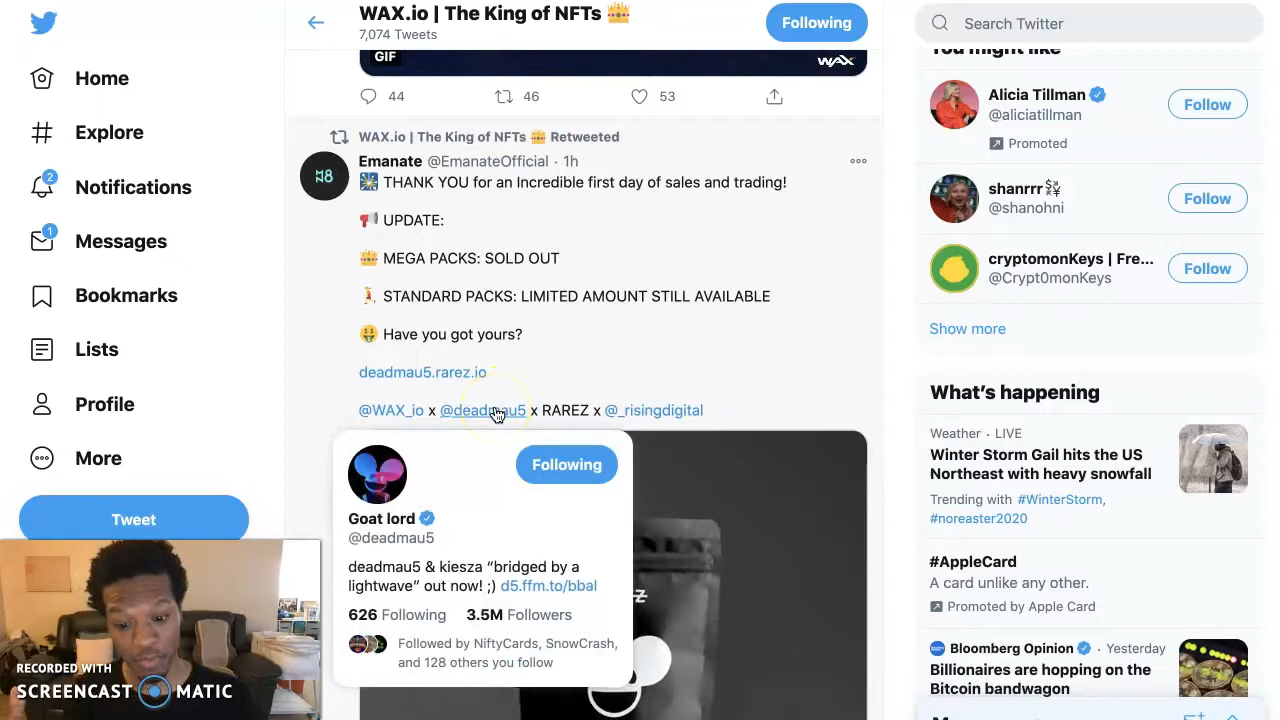 WAX.io | The King of NFTs 👑
7,074 Tweets
Following
Search Twitter
Home
Explore
2
Notifications
1
Messages
Bookmarks
Lists
Profile
More
Tweet
GIF
WAX
44
46
53
WAX.io | The King of NFTs 👑 Retweeted
M8
Emanate @EmanateOfficial · 1h
🎇 THANK YOU for an Incredible first day of sales and trading!
📢 UPDATE:
👑 MEGA PACKS: SOLD OUT
🏃 STANDARD PACKS: LIMITED AMOUNT STILL AVAILABLE
🤑 Have you got yours?
deadmau5.rarez.io
@WAX_io x @deadmau5 x RAREZ x @_risingdigital
Following
Goat lord
@deadmau5
deadmau5 & kiesza “bridged by a
lightwave” out now! ;) d5.ffm.to/bbal
626 Following 3.5M Followers
Followed by NiftyCards, SnowCrash,
and 128 others you follow
You might like
Alicia Tillman
@aliciatillman
Promoted
Follow
shanrrr
@shanohni
Follow
cryptomonKeys | Fre...
@Crypt0monKeys
Follow
Show more
What’s happening
Weather · LIVE
Winter Storm Gail hits the US
Northeast with heavy snowfall
Trending with #WinterStorm,
#noreaster2020
#AppleCard
A card unlike any other.
Promoted by Apple Card
Bloomberg Opinion · Yesterday
Billionaires are hopping on the
Bitcoin bandwagon
RECORDED WITH
SCREENCAST MATIC